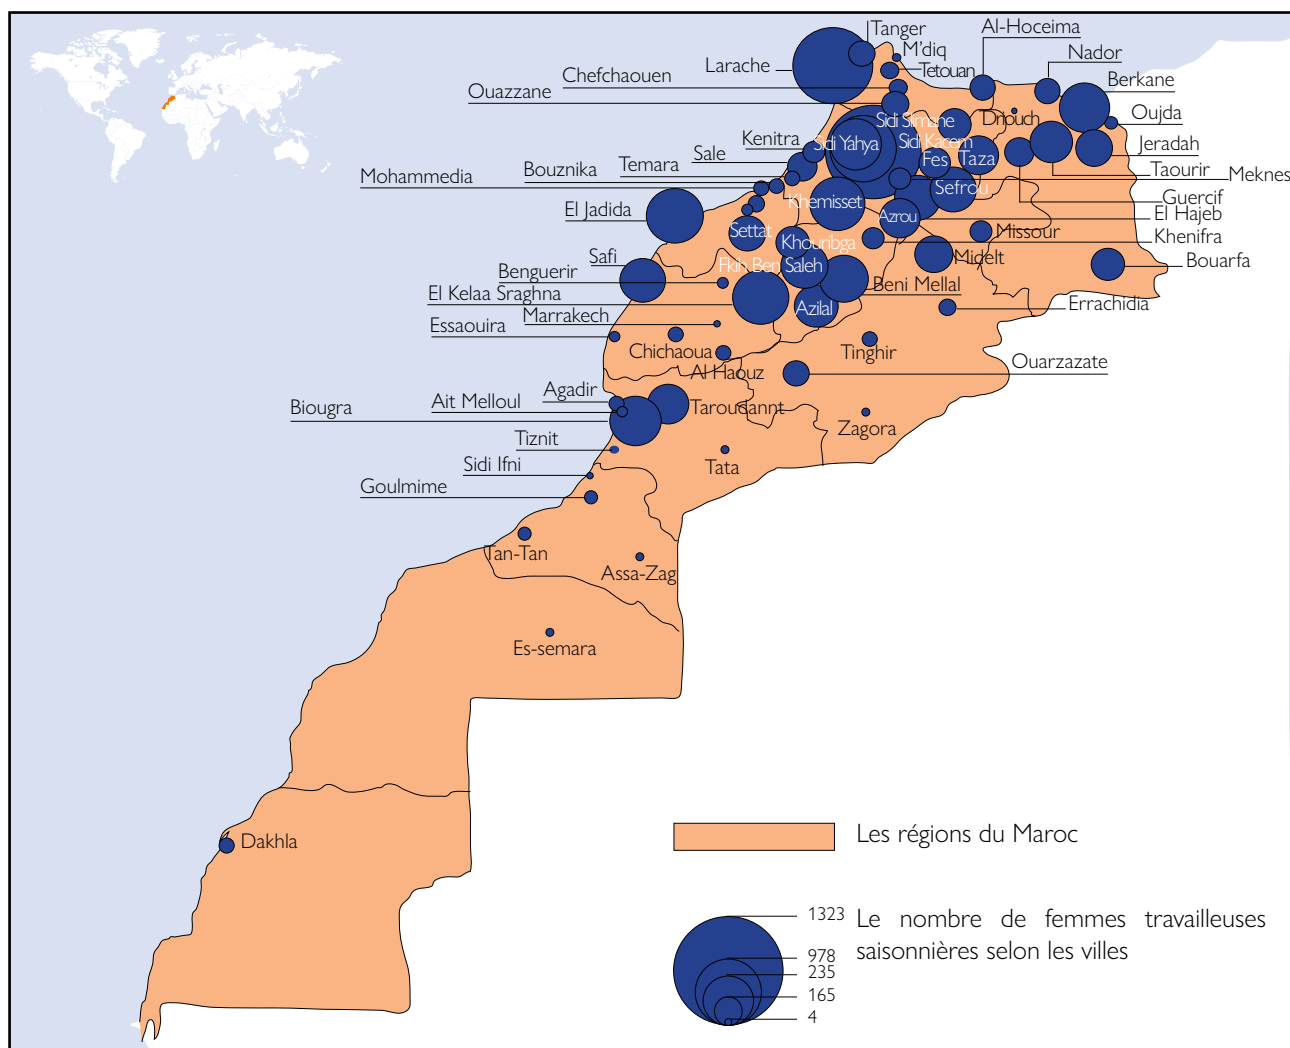 Tanger
Al-Hoceima
M'diq
Nador
Larache
Tetouan
Chefchaouen
Berkane
Ouazzane
Oujda
Driouch
Sidi Slimane
Kenitra
Sidi Yahya
Sidi Kacem
Jeradah
Sale
Fes
Taza
Temara
Taourir
Meknes
Bouznika
Mohammedia
Sefrou
Guercif
Khemisset
El Jadida
Azrou
El Hajeb
Settat
Missour
Khenifra
Khouribga
Safi
Midelt
Bouarfa
Fkih Ben Saleh
Benguerir
Beni Mellal
El Kelaa Sraghna
Azilal
Errachidia
Marrakech
Essaouira
Chichaoua
Tinghir
Ouarzazate
Al Haouz
Agadir
Ait Melloul
Biougra
Taroudannt
Zagora
Tiznit
Sidi Ifni
Tata
Goulmime
Tan-Tan
Assa-Zag
Es-semara
Dakhla
Les régions du Maroc
1323
978
235
165
4
Le nombre de femmes travailleuses
saisonnières selon les villes